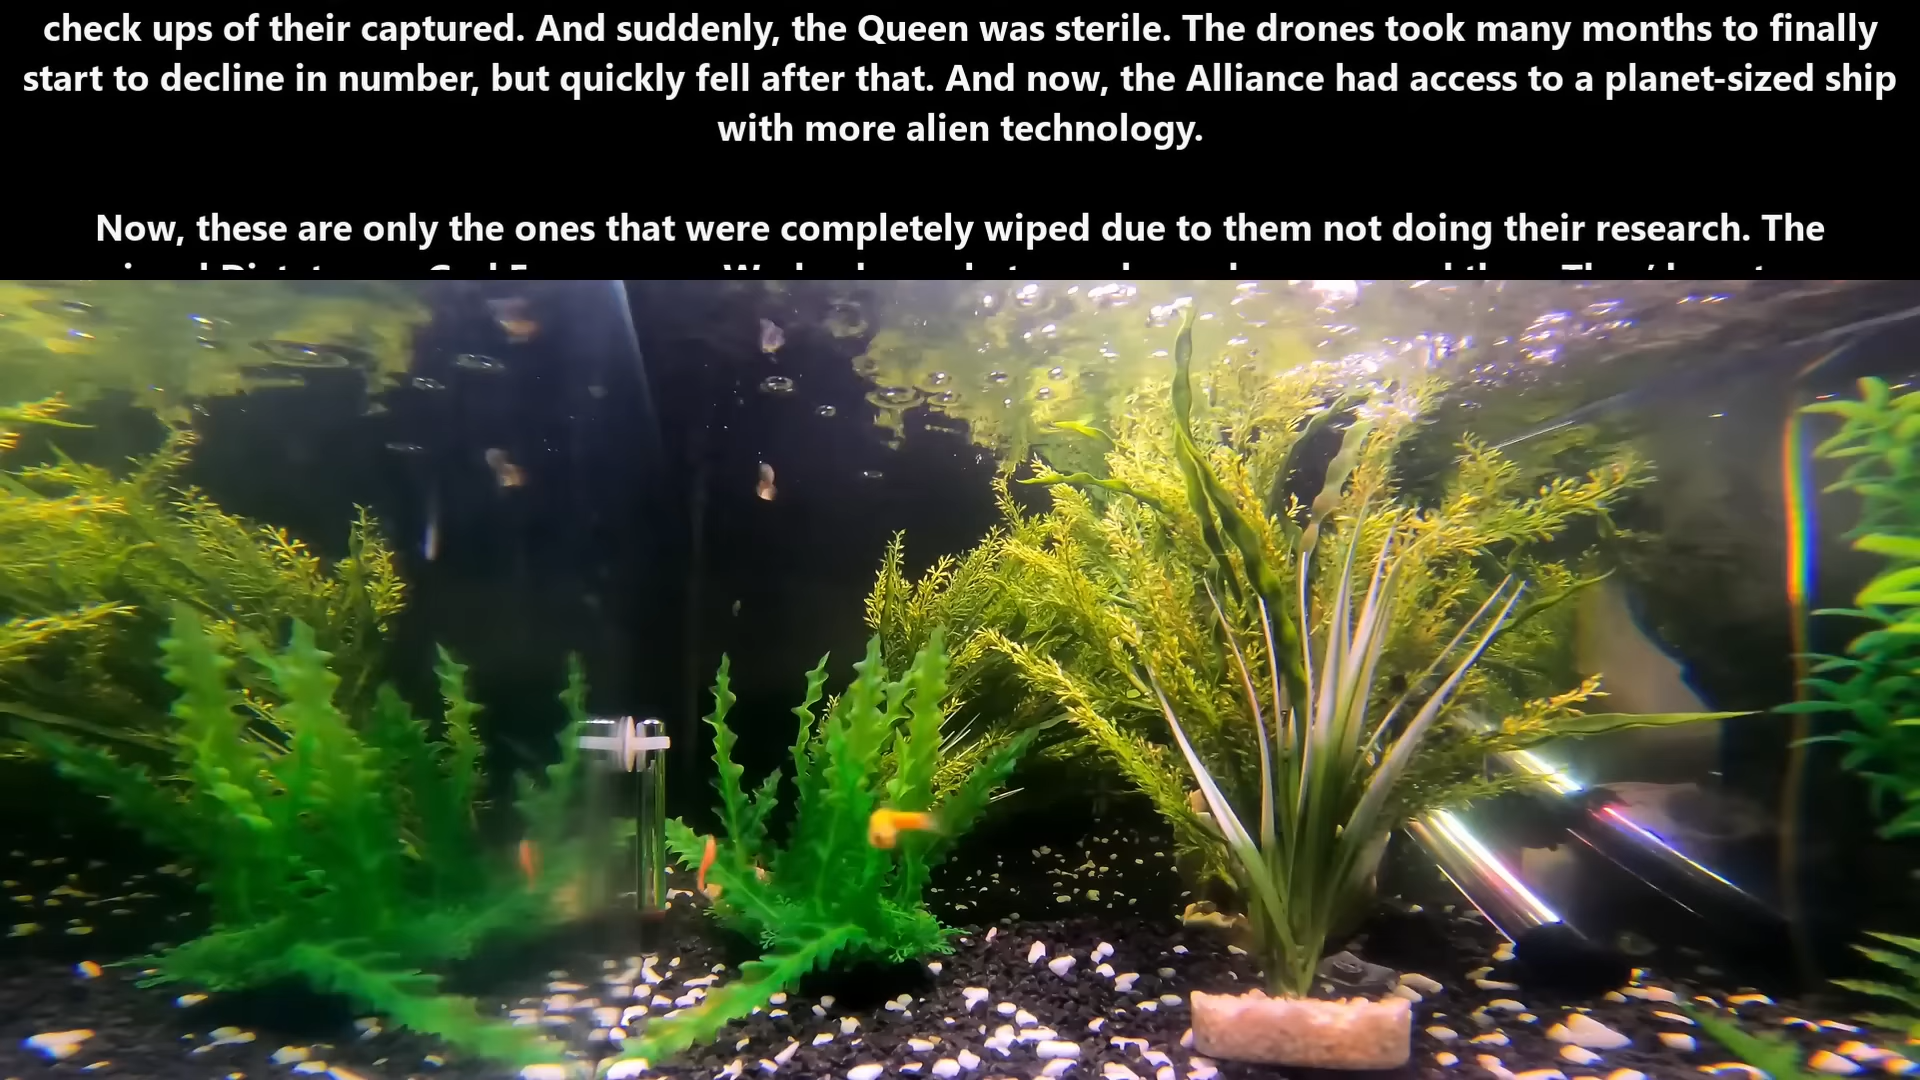 check ups of their captured. And suddenly, the Queen was sterile. The drones took many months to finally
start to decline in number, but quickly fell after that. And now, the Alliance had access to a planet-sized ship
with more alien technology.
Now, these are only the ones that were completely wiped due to them not doing their research. The